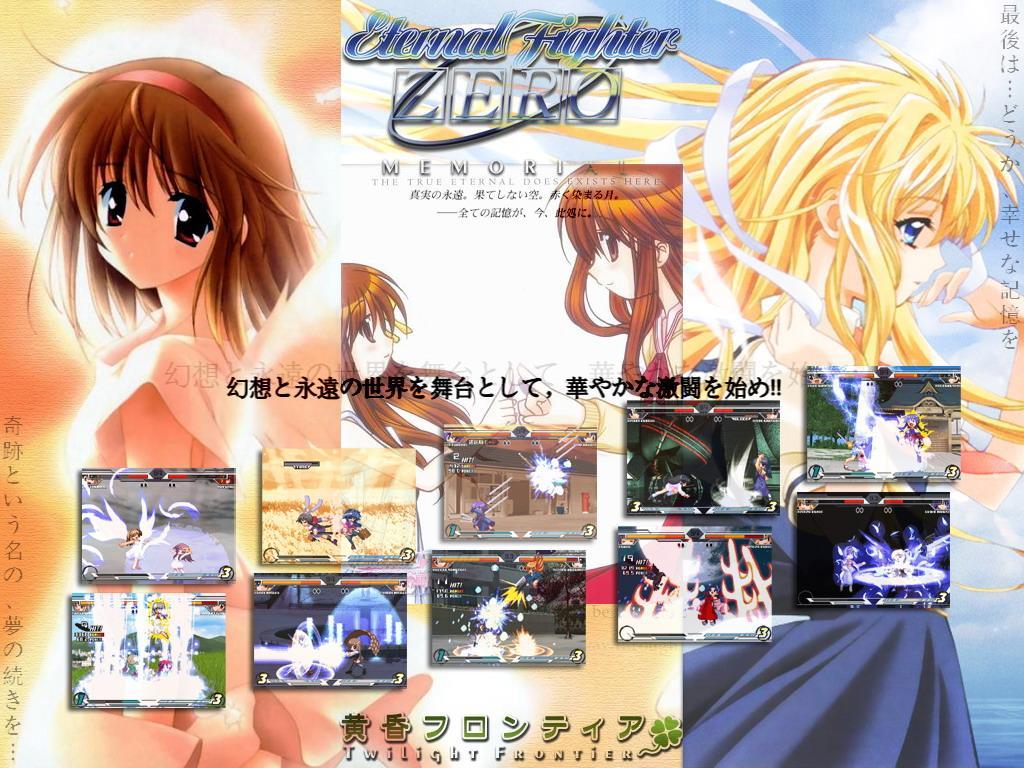 Eternal Fighter
ZERO
MEMORIAL
THE TRUE ETERNAL DOES EXISTS HERE
真実の永遠。果てしない空。赤く染まる月。
――全ての記憶が、今、此処に。
最後は…どうか、幸せな記憶を
幻想と永遠の世界を舞台として，華やかな激闘を始め!!
奇跡という名の、夢の続きを…
黄昏フロンティア
Twilight Frontier